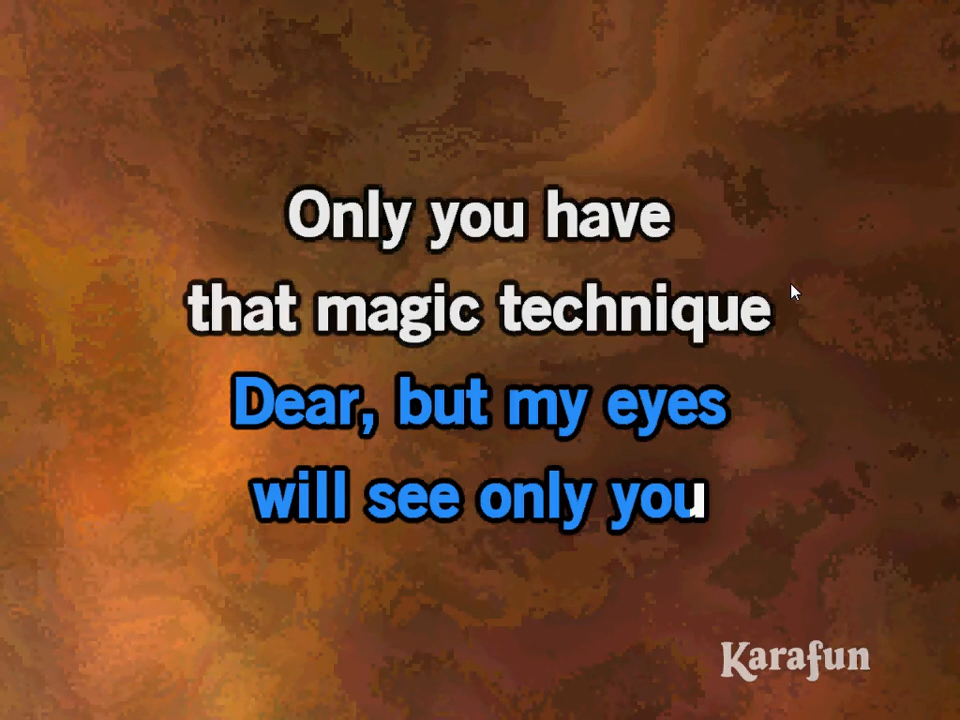 Only you have
that magic technique
Dear, but my eyes
will see only you
Karafun